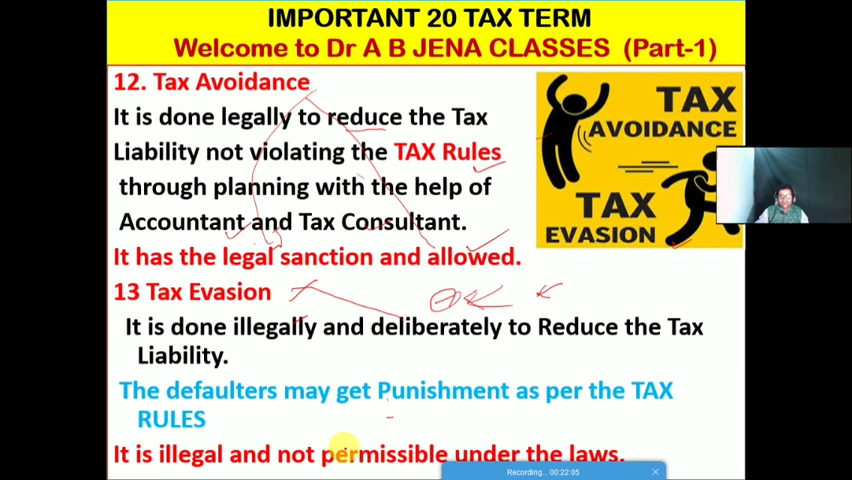 IMPORTANT 20 TAX TERM
Welcome to Dr A B JENA CLASSES (Part-1)
12. Tax Avoidance
It is done legally to reduce the Tax
Liability not violating the TAX Rules
through planning with the help of
Accountant and Tax Consultant.
It has the legal sanction and allowed.
TAX
AVOIDANCE
TAX
EVASION
13 Tax Evasion
It is done illegally and deliberately to Reduce the Tax
Liability.
The defaulters may get Punishment as per the TAX
RULES
It is illegal and not permissible under the laws.
Recording... 00:22:05